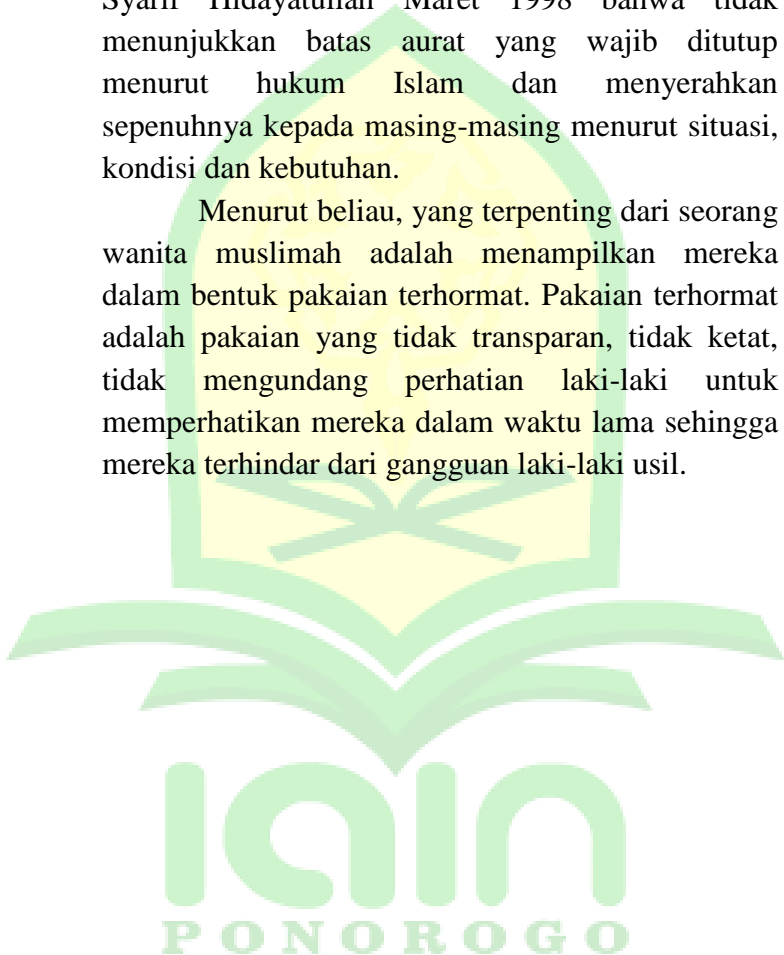 Syarif Hidayatullah Maret 1998 bahwa tidak
menunjukkan batas aurat yang wajib ditutup
menurut hukum Islam dan menyerahkan
sepenuhnya kepada masing-masing menurut situasi,
kondisi dan kebutuhan.
Menurut beliau, yang terpenting dari seorang
wanita muslimah adalah menampilkan mereka
dalam bentuk pakaian terhormat. Pakaian terhormat
adalah pakaian yang tidak transparan, tidak ketat,
tidak mengundang perhatian laki-laki untuk
memperhatikan mereka dalam waktu lama sehingga
mereka terhindar dari gangguan laki-laki usil.
iain
PONOROGO